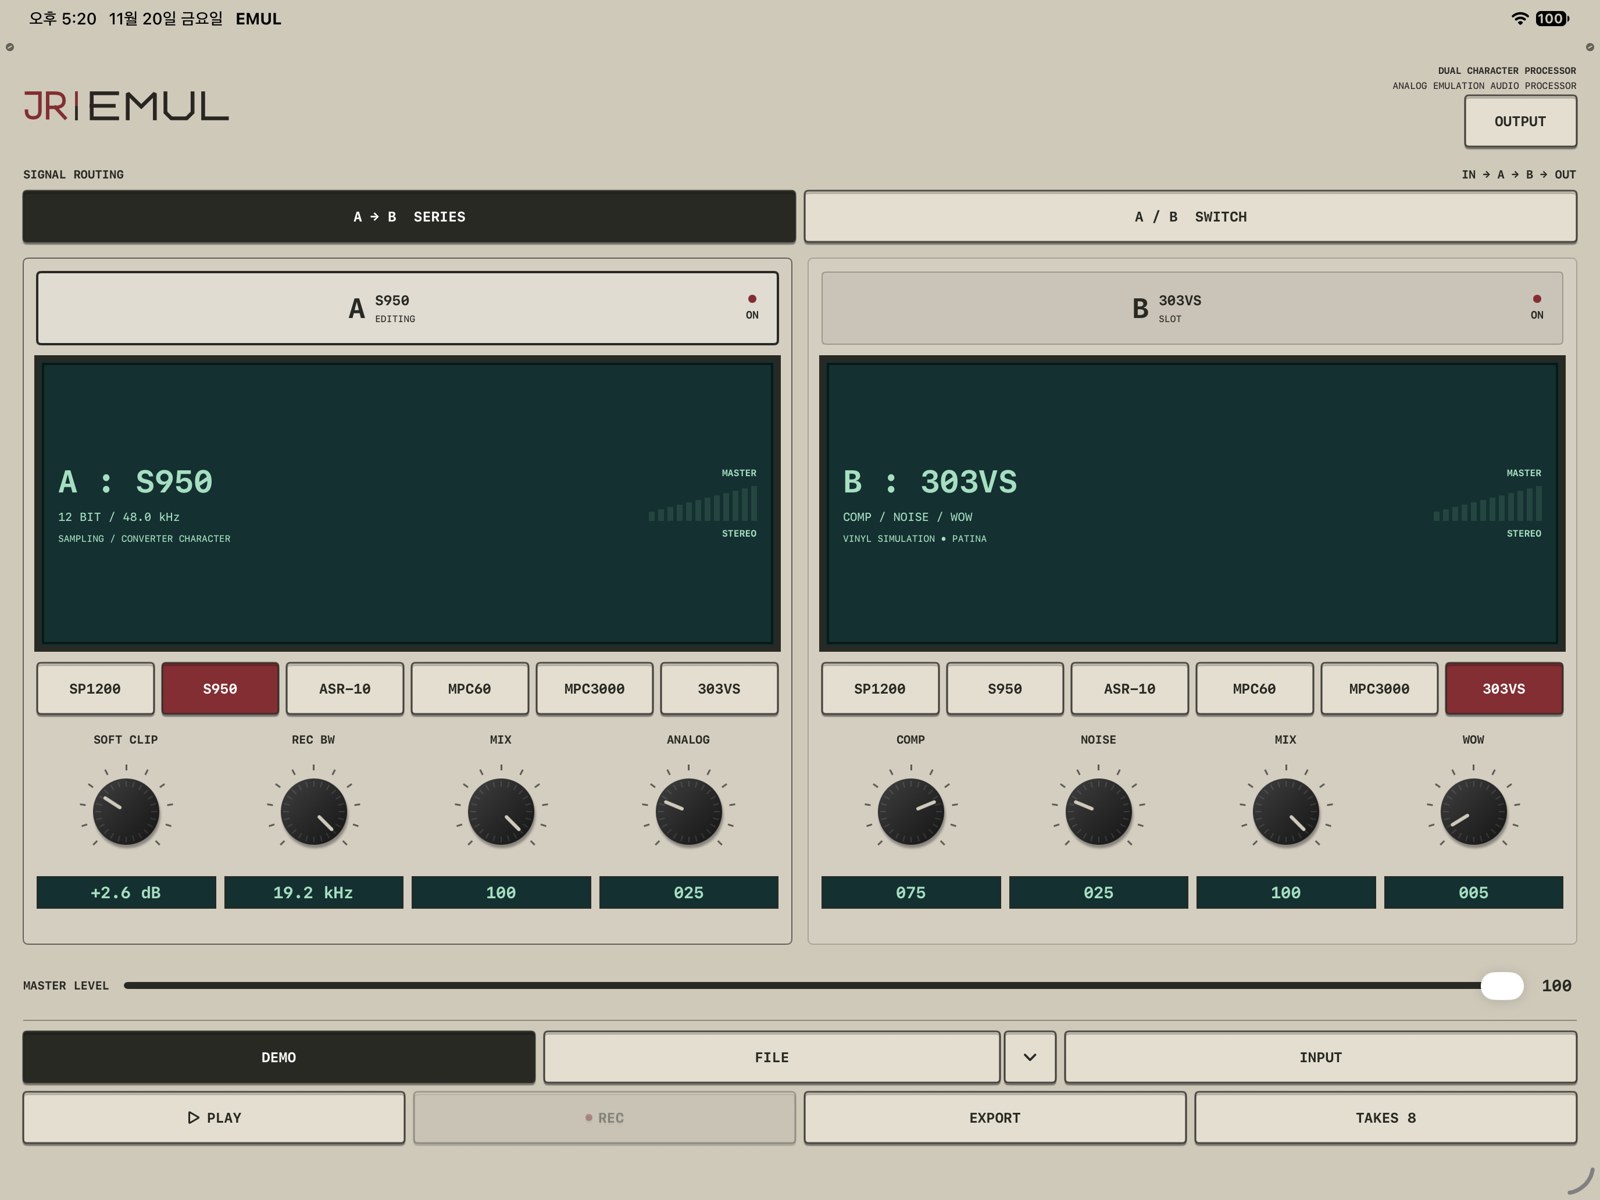 오후 5:20 11월 20일 금요일 EMUL
100
DUAL CHARACTER PROCESSOR
ANALOG EMULATION AUDIO PROCESSOR
JR|EMUL
OUTPUT
SIGNAL ROUTING
IN → A → B → OUT
A → B SERIES
A / B SWITCH
A
S950
EDITING
ON
A : S950
12 BIT / 48.0 kHz
SAMPLING / CONVERTER CHARACTER
MASTER
STEREO
SP1200 S950 ASR-10 MPC60 MPC3000 303VS
SOFT CLIP REC BW MIX ANALOG
+2.6 dB 19.2 kHz 100 025
B
303VS
SLOT
ON
B : 303VS
COMP / NOISE / WOW
VINYL SIMULATION • PATINA
MASTER
STEREO
SP1200 S950 ASR-10 MPC60 MPC3000 303VS
COMP NOISE MIX WOW
075 025 100 005
MASTER LEVEL 100
DEMO FILE INPUT
PLAY REC EXPORT TAKES 8